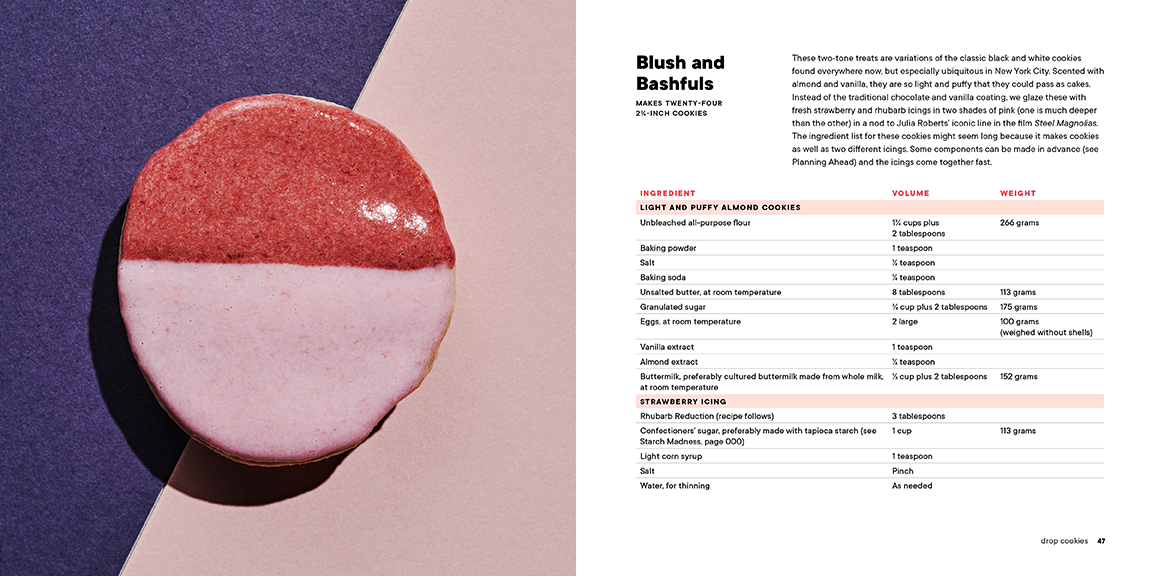 Blush and
Bashfuls
MAKES TWENTY-FOUR
COOKIES
These two-tone treats are variations of the classic black and white cookies
found everywhere now, but especially ubiquitous in New York City. Scented with
almond and vanilla, they are so light and puffy that they could pass as cakes.
Instead of the traditional chocolate and vanilla coating, we glaze these with
fresh strawberry and rhubarb icings in two shades of pink (one is much deeper
than the other) in a nod to Julia Roberts' iconic line in the film Steel Magnolias.
The ingredient list for these cookies might seem long because it makes cookies
as well as two different icings. Some components can be made in advance (see
Planning Ahead) and the icings come together fast.
INGREDIENT VOLUME WEIGHT
LIGHT AND PUFFY ALMOND COOKIES
Unbleached all-purpose flour 1¾ cups plus 266 grams
2 tablespoons
Baking powder 1 teaspoon
Salt teaspoon
Baking soda teaspoon
Unsalted butter, at room temperature 8 tablespoons 113 grams
Granulated sugar ¾ cup plus 2 tablespoons 175 grams
Eggs, at room temperature 2 large 100 grams
(weighed without shells)
Vanilla extract 1 teaspoon
Almond extract teaspoon
Buttermilk, preferably cultured buttermilk made from whole milk, ½ cup plus 2 tablespoons 152 grams
at room temperature
STRAWBERRY ICING
Rhubarb Reduction (recipe follows) 3 tablespoons
Confectioners' sugar, preferably made with tapioca starch (see 1 cup 113 grams
Starch Madness, page 000)
Light corn syrup 1 teaspoon
Salt Pinch
Water, for thinning As needed
drop cookies 47